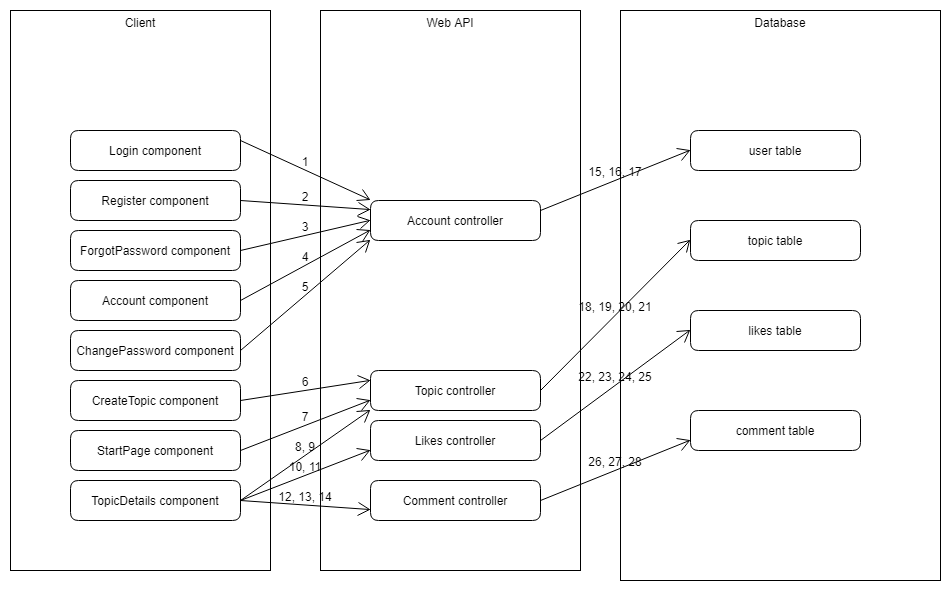 Client
Web API
Database
Login component
Register component
ForgotPassword component
Account component
ChangePassword component
CreateTopic component
StartPage component
TopicDetails component
1
2
3
4
5
6
7
8, 9
10, 11
12, 13, 14
Account controller
Topic controller
Likes controller
Comment controller
15, 16, 17
18, 19, 20, 21
22, 23, 24, 25
26, 27, 28
user table
topic table
likes table
comment table